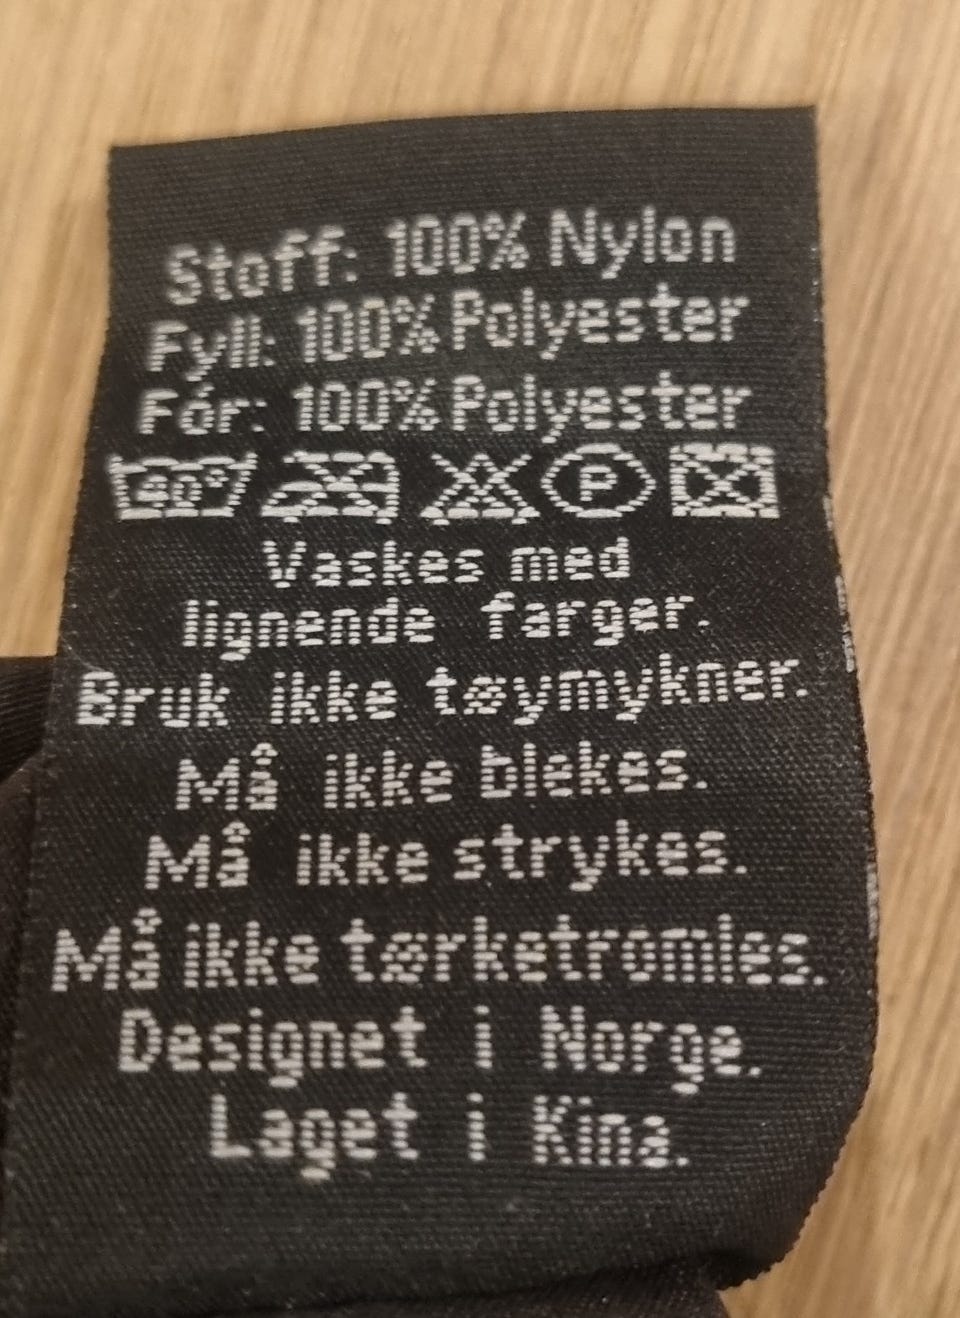 Stoff: 100% Nylon
Fyll: 100% Polyester
Fór: 100% Polyester
P
Vaskes med
lignende farger.
Bruk ikke tøymykner.
Må ikke blekes.
Må ikke strykes.
Må ikke tørketromles.
Designet i Norge.
Laget i Kina.